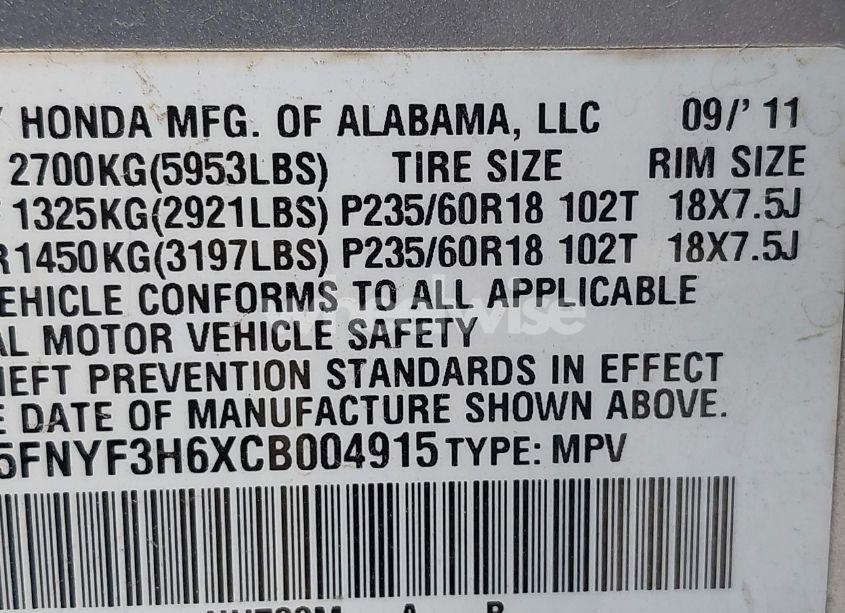 Y HONDA MFG. OF ALABAMA, LLC 09/'11
2700KG(5953LBS) TIRE SIZE RIM SIZE
F 1325KG(2921LBS) P235/60R18 102T 18X7.5J
R1450KG(3197LBS) P235/60R18 102T 18X7.5J
EHICLE CONFORMS TO ALL APPLICABLE
wheelwise
AL MOTOR VEHICLE SAFETY
HEFT PREVENTION STANDARDS IN EFFECT
E DATE OF MANUFACTURE SHOWN ABOVE.
5FNYF3H6XCB004915 TYPE: MPV
A B